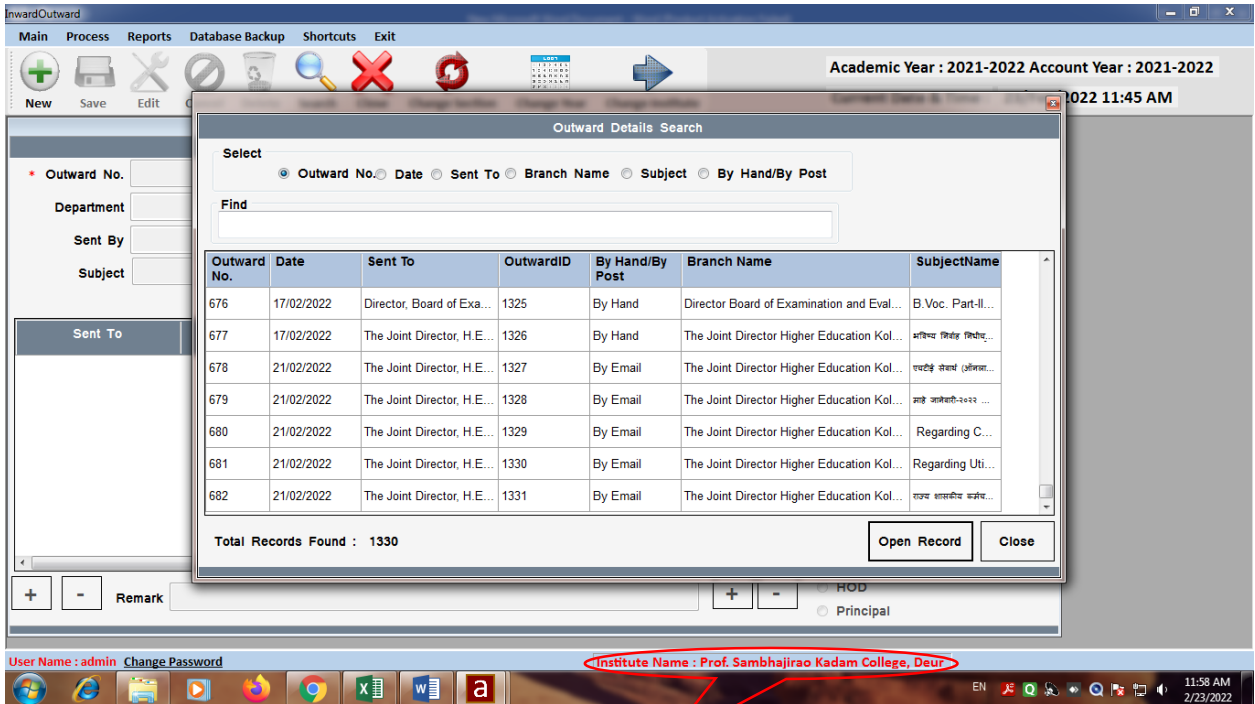 InwardOutward
Main Process Reports Database Backup Shortcuts Exit
New Save Edit
Academic Year : 2021-2022 Account Year : 2021-2022
2022 11:45 AM
Outward Details Search
Select
Outward No. Date Sent To Branch Name Subject By Hand/By Post
Find
* Outward No.
Department
Sent By
Subject
Sent To
Outward No. Date Sent To OutwardID By Hand/By Post Branch Name SubjectName
676 17/02/2022 Director, Board of Exa... 1325 By Hand Director Board of Examination and Eval... B.Voc. Part-II...
677 17/02/2022 The Joint Director, H.E... 1326 By Hand The Joint Director Higher Education Kol... भविष्य निर्वाह निधीच...
678 21/02/2022 The Joint Director, H.E... 1327 By Email The Joint Director Higher Education Kol... एचटीई सेवार्थ (ऑनला...
679 21/02/2022 The Joint Director, H.E... 1328 By Email The Joint Director Higher Education Kol... माहे जानेवारी-२०२२ ...
680 21/02/2022 The Joint Director, H.E... 1329 By Email The Joint Director Higher Education Kol... Regarding C...
681 21/02/2022 The Joint Director, H.E... 1330 By Email The Joint Director Higher Education Kol... Regarding Uti...
682 21/02/2022 The Joint Director, H.E... 1331 By Email The Joint Director Higher Education Kol... राज्य शासकीय कर्मच...
Total Records Found : 1330
Open Record Close
+ - Remark + -
HOD
Principal
User Name : admin Change Password
Institute Name : Prof. Sambhajirao Kadam College, Deur
EN
11:58 AM
2/23/2022